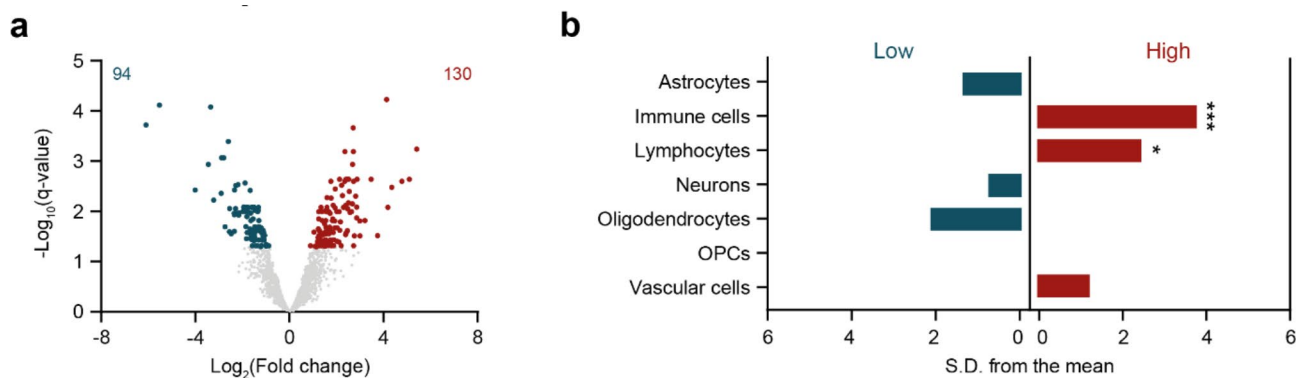 a
5
4
3
2
1
0
-Log10(q-value)
94
130
-8
-4
0
4
8
Log2(Fold change)
b
Low
High
Astrocytes
Immune cells
Lymphocytes
Neurons
Oligodendrocytes
OPCs
Vascular cells
***
*
6
4
2
0
0
2
4
6
S.D. from the mean